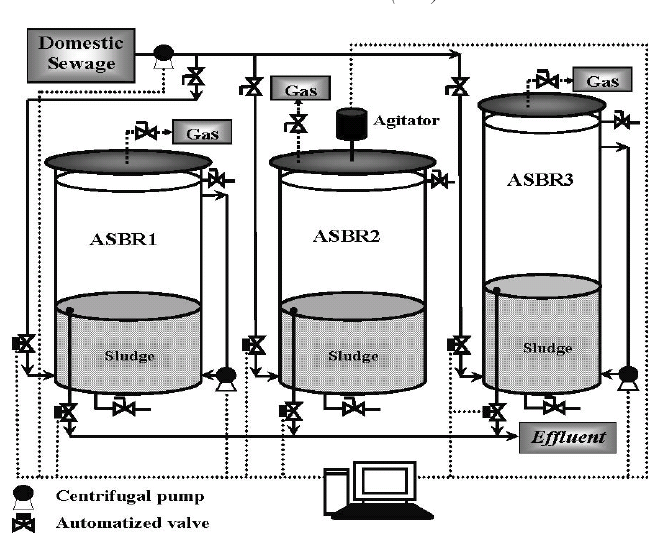 Domestic
Sewage
Gas
Gas
Gas
Agitator
ASBR1
ASBR2
ASBR3
Sludge
Sludge
Sludge
Effluent
Centrifugal pump
Automatized valve